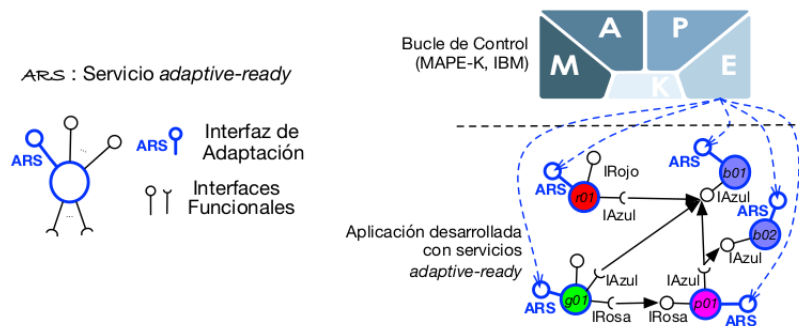 ARS : Servicio adaptive-ready
...
ARS
...
ARS
Interfaz de
Adaptación
Interfaces
Funcionales
Bucle de Control
(MAPE-K, IBM)
M
A
P
E
K
ARS
IRojo
r01
IAzul
ARS
b01
IAzul
ARS
b02
IAzul
Aplicación desarrollada
con servicios
adaptive-ready
IAzul
IAzul
ARS
g01
IRosa
IRosa
p01
ARS